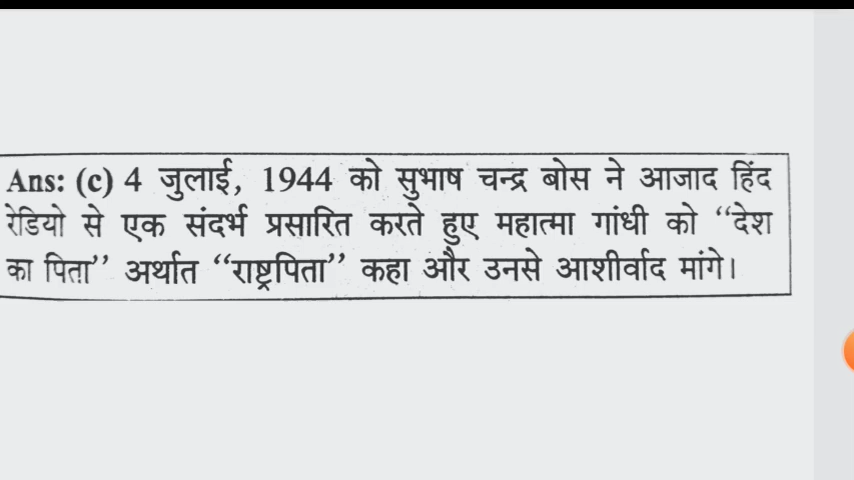 Ans: (c) 4 जुलाई, 1944 को सुभाष चन्द्र बोस ने आजाद हिंद
रेडियो से एक संदर्भ प्रसारित करते हुए महात्मा गांधी को “देश
का पिता” अर्थात “राष्ट्रपिता” कहा और उनसे आशीर्वाद मांगे।